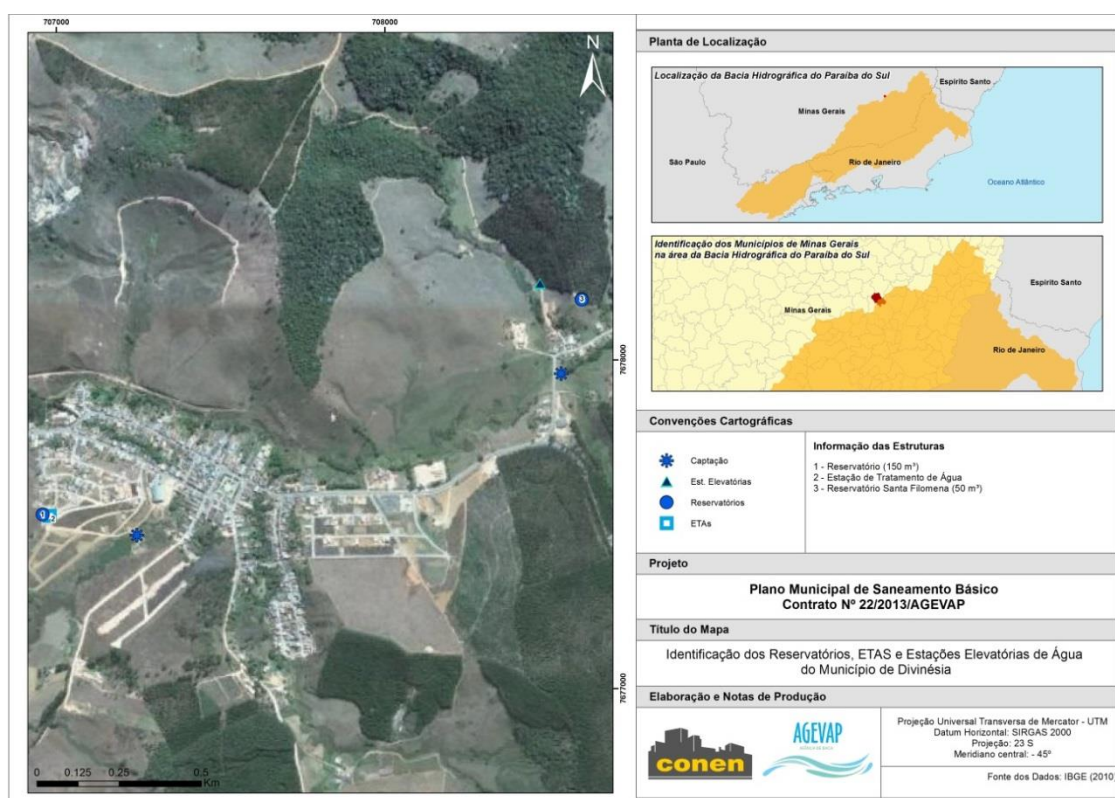 707000
708000
N
7678000
7677000
1
2
3
0 0.125 0.25 0.5
Km
Planta de Localização
Localização da Bacia Hidrográfica do Paraíba do Sul
Espírito Santo
Minas Gerais
São Paulo
Rio de Janeiro
Oceano Atlântico
Identificação dos Municípios de Minas Gerais
na área da Bacia Hidrográfica do Paraíba do Sul
Espírito Santo
Minas Gerais
Rio de Janeiro
Convenções Cartográficas
Captação
Est. Elevatórias
Reservatórios
ETAs
Informação das Estruturas
1 - Reservatório (150 m³)
2 - Estação de Tratamento de Água
3 - Reservatório Santa Filomena (50 m³)
Projeto
Plano Municipal de Saneamento Básico
Contrato Nº 22/2013/AGEVAP
Título do Mapa
Identificação dos Reservatórios, ETAS e Estações Elevatórias de Água
do Município de Divinésia
Elaboração e Notas de Produção
conen
AGEVAP
AGÊNCIA DE BACIA
Projeção Universal Transversa de Mercator - UTM
Datum Horizontal: SIRGAS 2000
Projeção: 23 S
Meridiano central: - 45º
Fonte dos Dados: IBGE (2010)